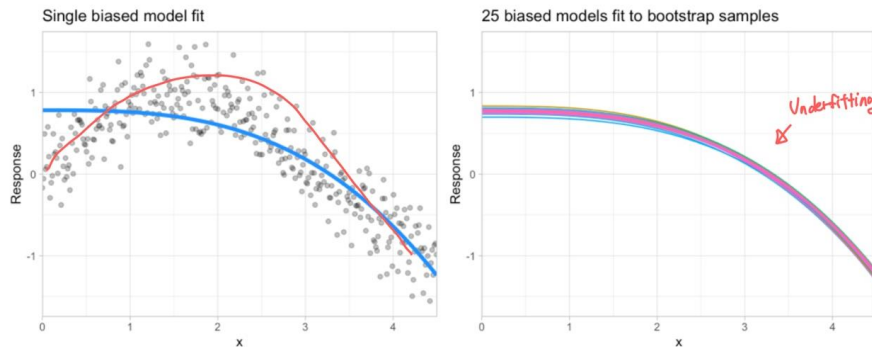 Single biased model fit
Response
1
0
-1
0 1 2 3 4
x
25 biased models fit to bootstrap samples
Underfitting
Response
1
0
-1
0 1 2 3 4
x